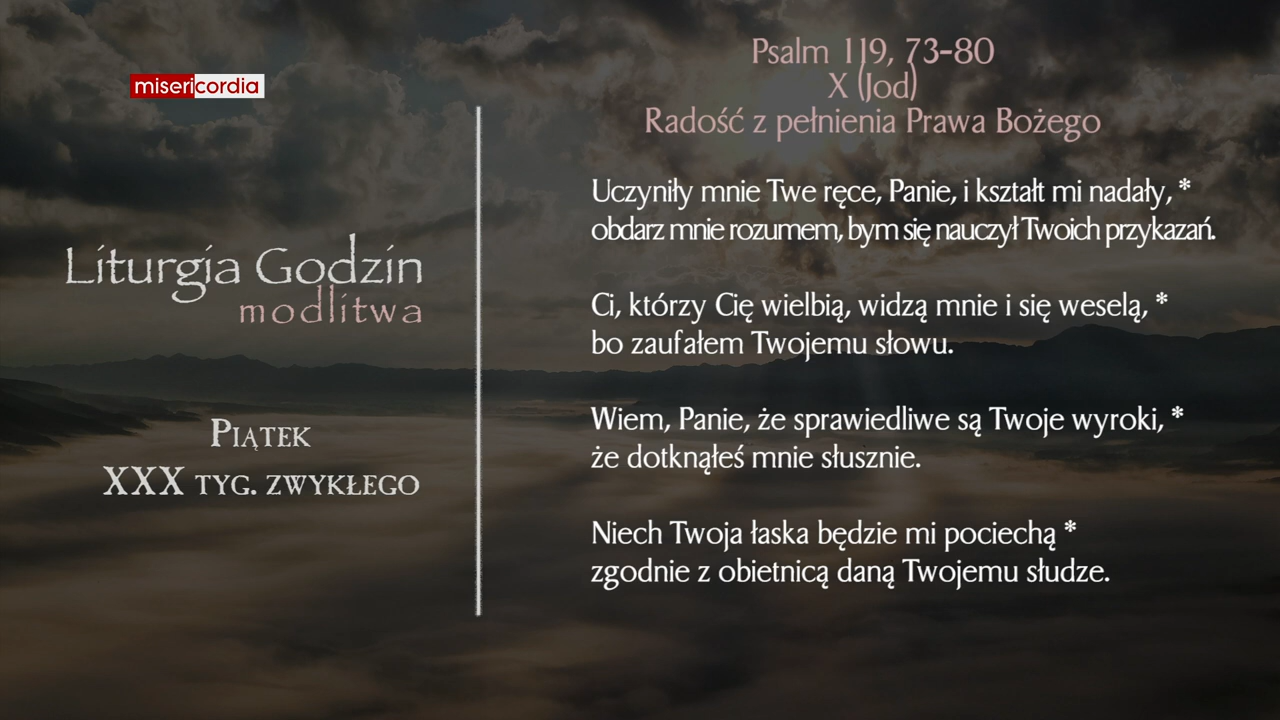 misericordia
Liturgia Godzin
modlitwa
Piątek
XXX tyg. zwykłego
Psalm 119, 73-80
X (Jod)
Radość z pełnienia Prawa Bożego
Uczyniły mnie Twe ręce, Panie, i kształt mi nadały, *
obdarz mnie rozumem, bym się nauczył Twoich przykazań.
Ci, którzy Cię wielbią, widzą mnie i się weselą, *
bo zaufałem Twojemu słowu.
Wiem, Panie, że sprawiedliwe są Twoje wyroki, *
że dotknąłeś mnie słusznie.
Niech Twoja łaska będzie mi pociechą *
zgodnie z obietnicą daną Twojemu słudze.